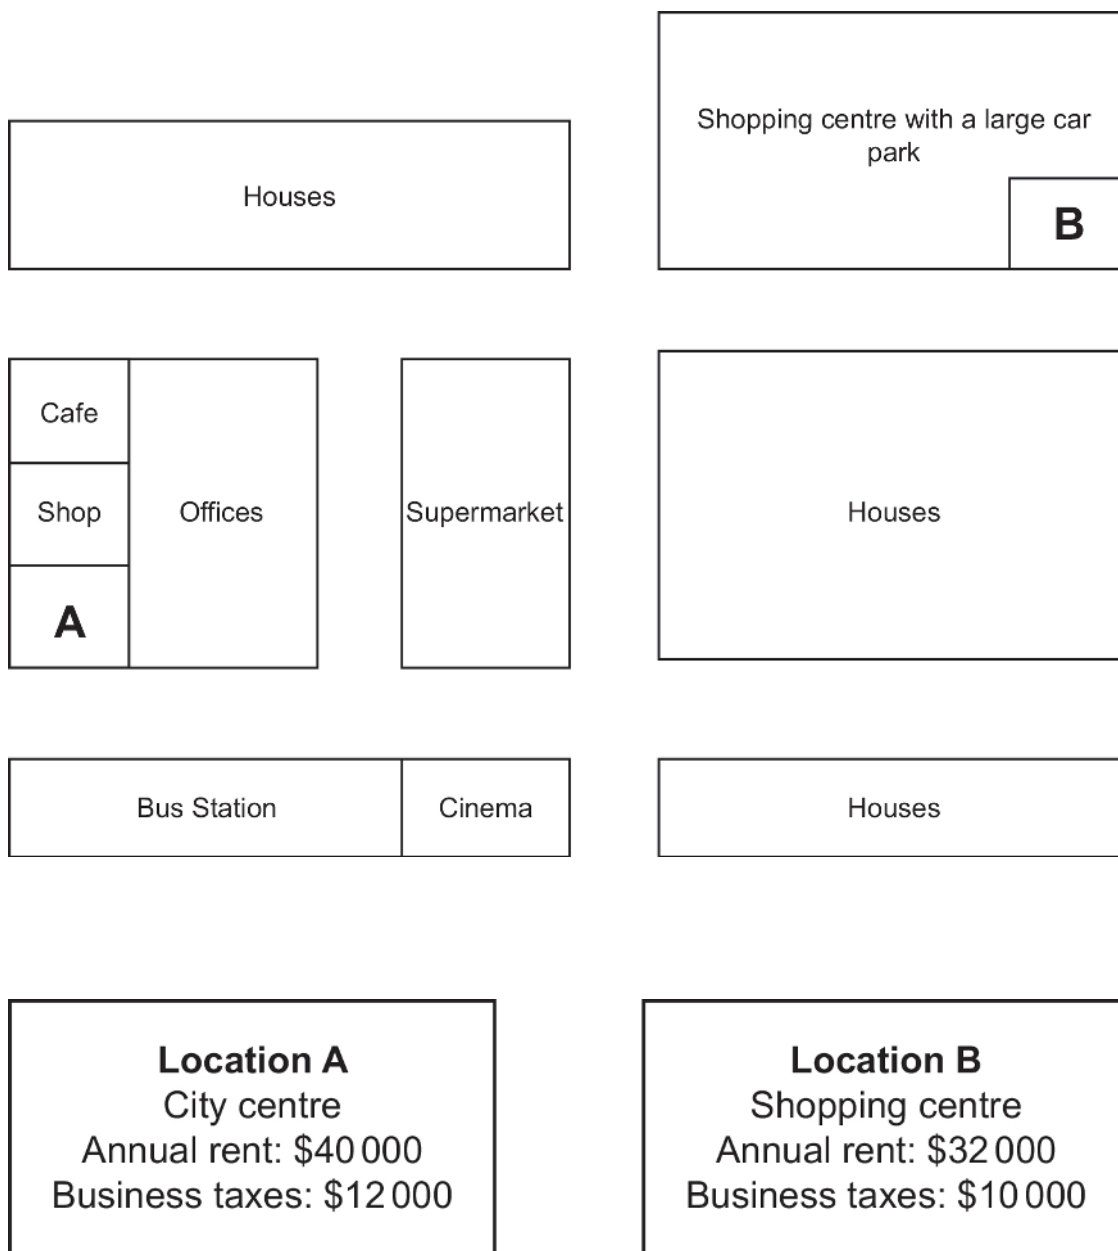 Shopping centre with a large car
park
B
Houses
Cafe
Shop
A
Offices
Supermarket
Houses
Bus Station
Cinema
Houses
Location A
City centre
Annual rent: $40 000
Business taxes: $12 000
Location B
Shopping centre
Annual rent: $32 000
Business taxes: $10 000